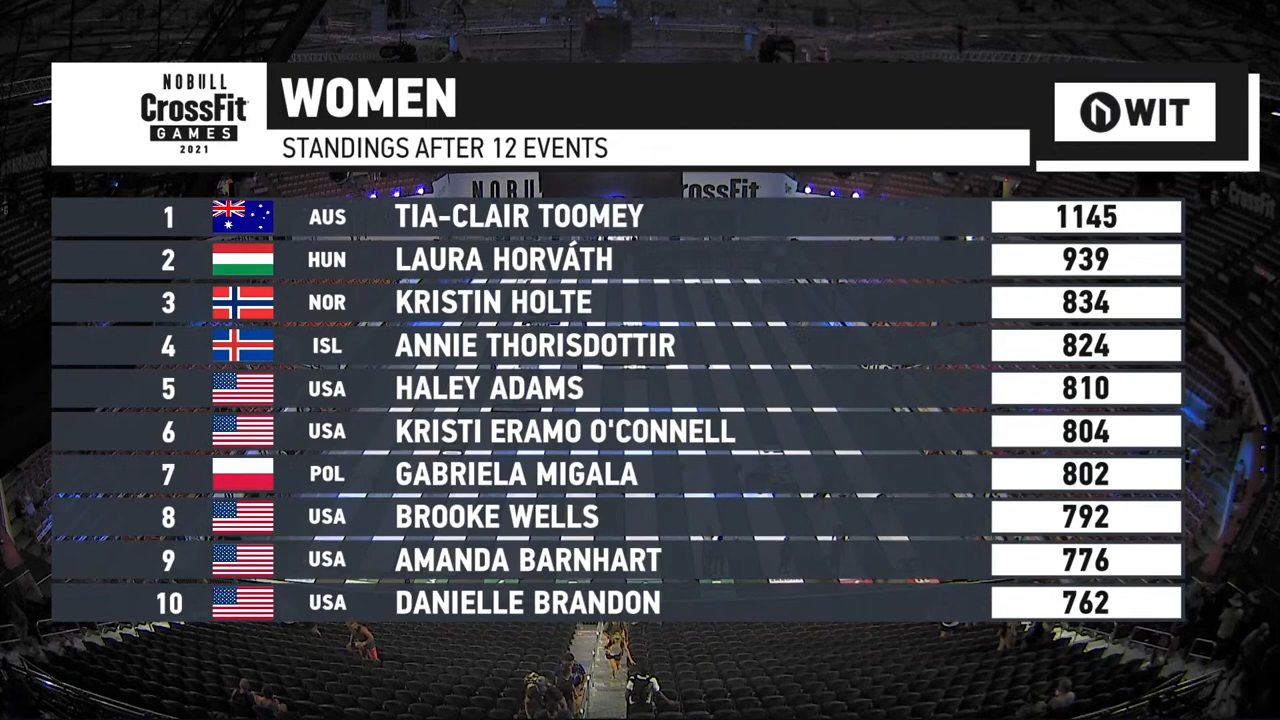 NOBULL
CrossFit
GAMES
2021
WOMEN
STANDINGS AFTER 12 EVENTS
WIT
NOBU
rossFit
1 AUS TIA-CLAIR TOOMEY 1145
2 HUN LAURA HORVÁTH 939
3 NOR KRISTIN HOLTE 834
4 ISL ANNIE THORISDOTTIR 824
5 USA HALEY ADAMS 810
6 USA KRISTI ERAMO O'CONNELL 804
7 POL GABRIELA MIGALA 802
8 USA BROOKE WELLS 792
9 USA AMANDA BARNHART 776
10 USA DANIELLE BRANDON 762